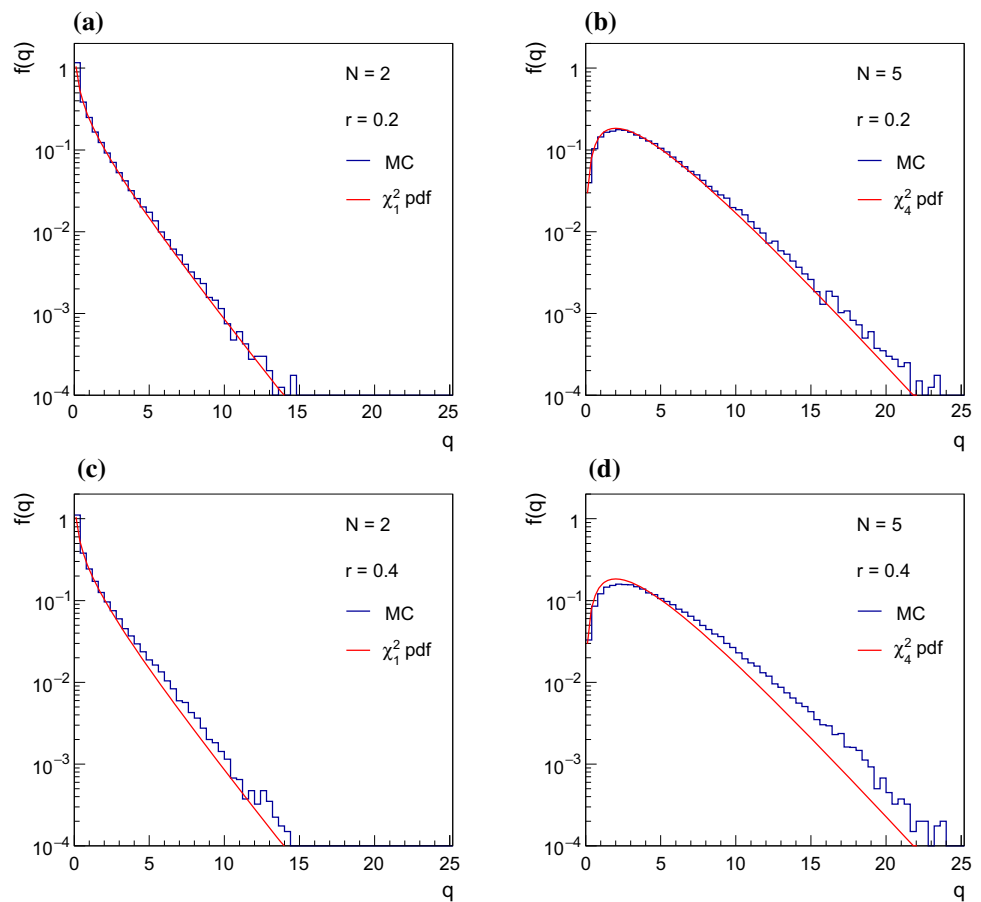 (a)
f(q)
1
10⁻¹
10⁻²
10⁻³
10⁻⁴
0 5 10 15 20 25
q
N = 2
r = 0.2
MC
χ₁² pdf
(b)
f(q)
1
10⁻¹
10⁻²
10⁻³
10⁻⁴
0 5 10 15 20 25
q
N = 5
r = 0.2
MC
χ₄² pdf
(c)
f(q)
1
10⁻¹
10⁻²
10⁻³
10⁻⁴
0 5 10 15 20 25
q
N = 2
r = 0.4
MC
χ₁² pdf
(d)
f(q)
1
10⁻¹
10⁻²
10⁻³
10⁻⁴
0 5 10 15 20 25
q
N = 5
r = 0.4
MC
χ₄² pdf